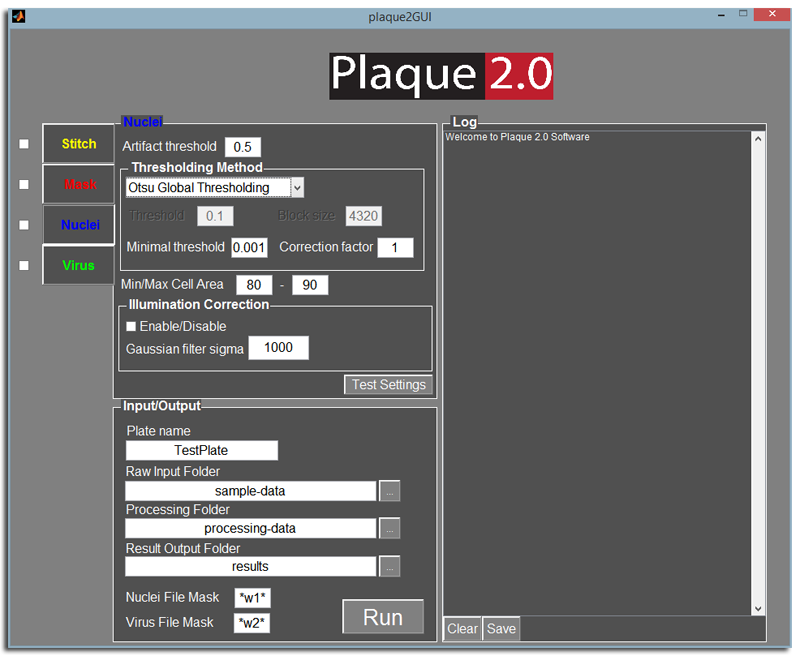 plaque2GUI
Plaque 2.0
Stitch
Mask
Nuclei
Virus
Nuclei
Artifact threshold 0.5
Thresholding Method
Otsu Global Thresholding
Threshold 0.1 Block size 4320
Minimal threshold 0.001 Correction factor 1
Min/Max Cell Area 80 - 90
Illumination Correction
Enable/Disable
Gaussian filter sigma 1000
Test Settings
Input/Output
Plate name
TestPlate
Raw Input Folder
sample-data ...
Processing Folder
processing-data ...
Result Output Folder
results ...
Nuclei File Mask *w1*
Virus File Mask *w2*
Run
Log
Welcome to Plaque 2.0 Software
Clear Save